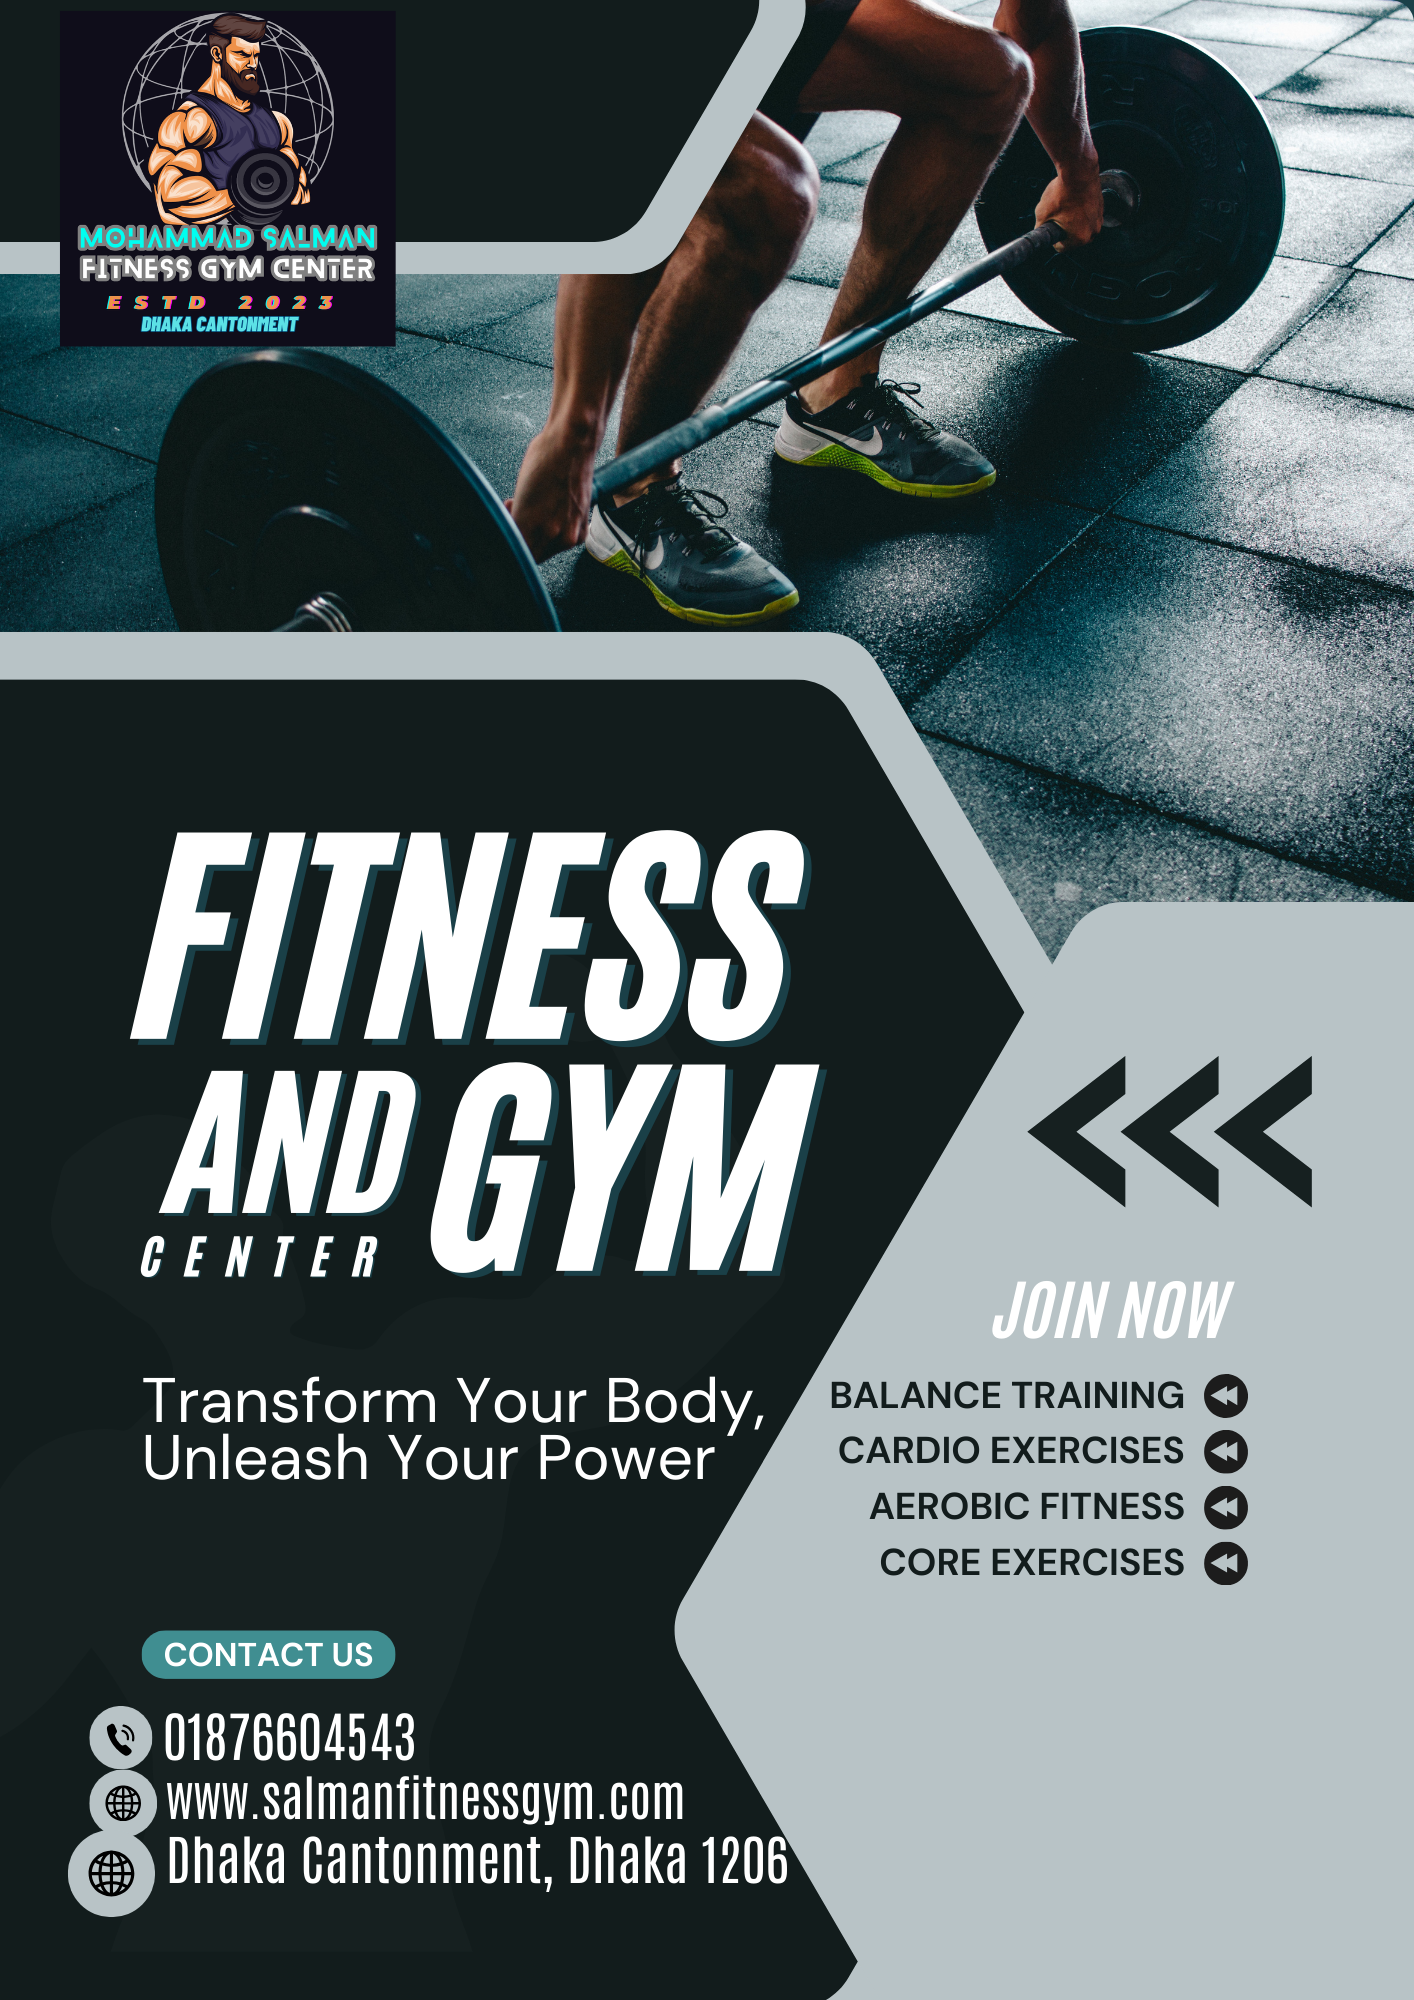 MOHAMMAD SALMAN
FITNESS GYM CENTER
ESTD 2023
DHAKA CANTONMENT
FITNESS
AND GYM
CENTER
Transform Your Body,
Unleash Your Power
JOIN NOW
BALANCE TRAINING
CARDIO EXERCISES
AEROBIC FITNESS
CORE EXERCISES
CONTACT US
01876604543
www.salmanfitnessgym.com
Dhaka Cantonment, Dhaka 1206